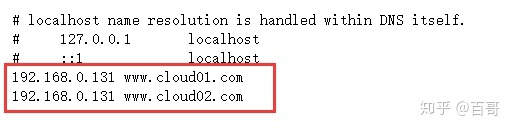 # localhost name resolution is handled within DNS itself.
#    127.0.0.1       localhost
#    ::1             localhost
192.168.0.131 www.cloud01.com
192.168.0.131 www.cloud02.com
知乎 @百哥